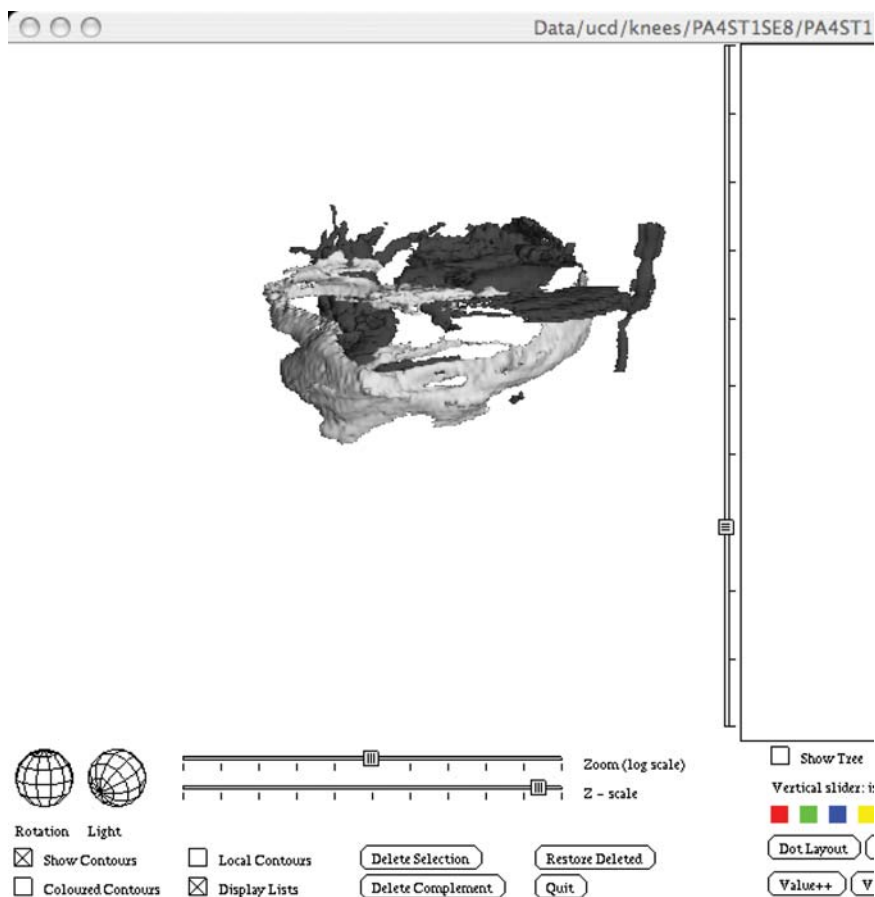 Data/ucd/knees/PA4ST1SE8/PA4ST1
Zoom (log scale)
Z - scale
Rotation Light
Show Contours
Local Contours
Delete Selection
Restore Deleted
Coloured Contours
Display Lists
Delete Complement
Quit
Show Tree
Vertical slider: is
Dot Layout
Value++
V